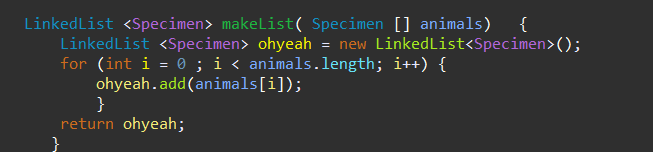 LinkedList <Specimen> makeList( Specimen [] animals)   {
    LinkedList <Specimen> ohyeah = new LinkedList<Specimen>();
    for (int i = 0 ; i < animals.length; i++) {
        ohyeah.add(animals[i]);
        }
    return ohyeah;
   }